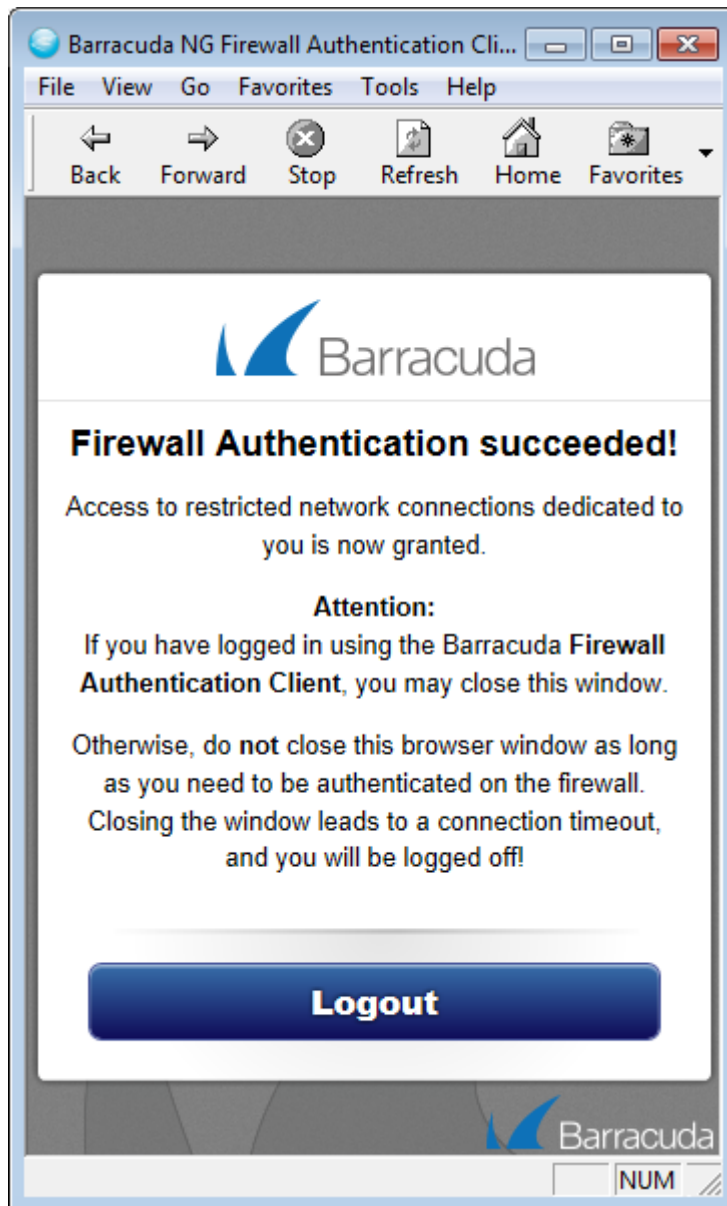 Barracuda NG Firewall Authentication Cli...
File View Go Favorites Tools Help
Back Forward Stop Refresh Home Favorites
Barracuda
Firewall Authentication succeeded!
Access to restricted network connections dedicated to
you is now granted.
Attention:
If you have logged in using the Barracuda Firewall
Authentication Client, you may close this window.
Otherwise, do not close this browser window as long
as you need to be authenticated on the firewall.
Closing the window leads to a connection timeout,
and you will be logged off!
Logout
Barracuda
NUM